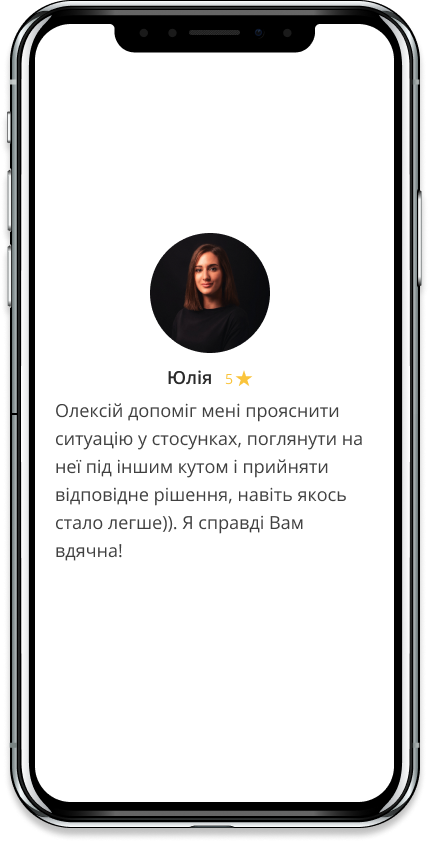 Юлія 5★
Олексій допоміг мені прояснити
ситуацію у стосунках, поглянути на
неї під іншим кутом і прийняти
відповідне рішення, навіть якось
стало легше)). Я справді Вам
вдячна!